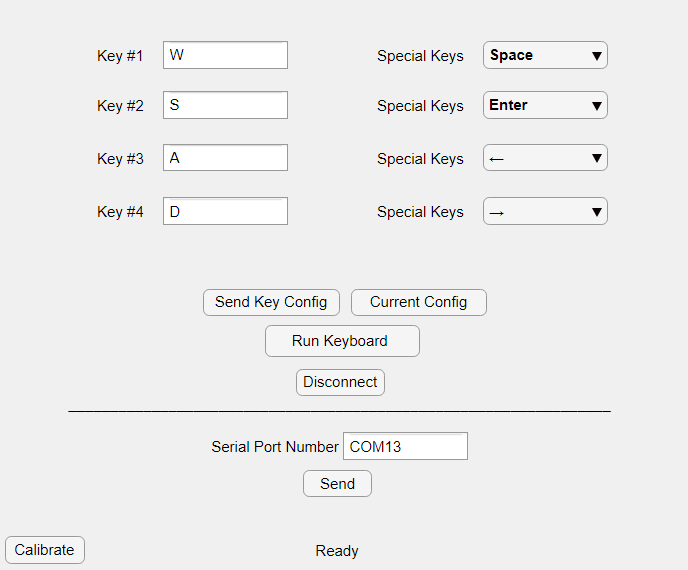 Key #1 W Special Keys Space ▼
Key #2 S Special Keys Enter ▼
Key #3 A Special Keys ← ▼
Key #4 D Special Keys → ▼
Send Key Config Current Config
Run Keyboard
Disconnect
Serial Port Number COM13
Send
Calibrate Ready